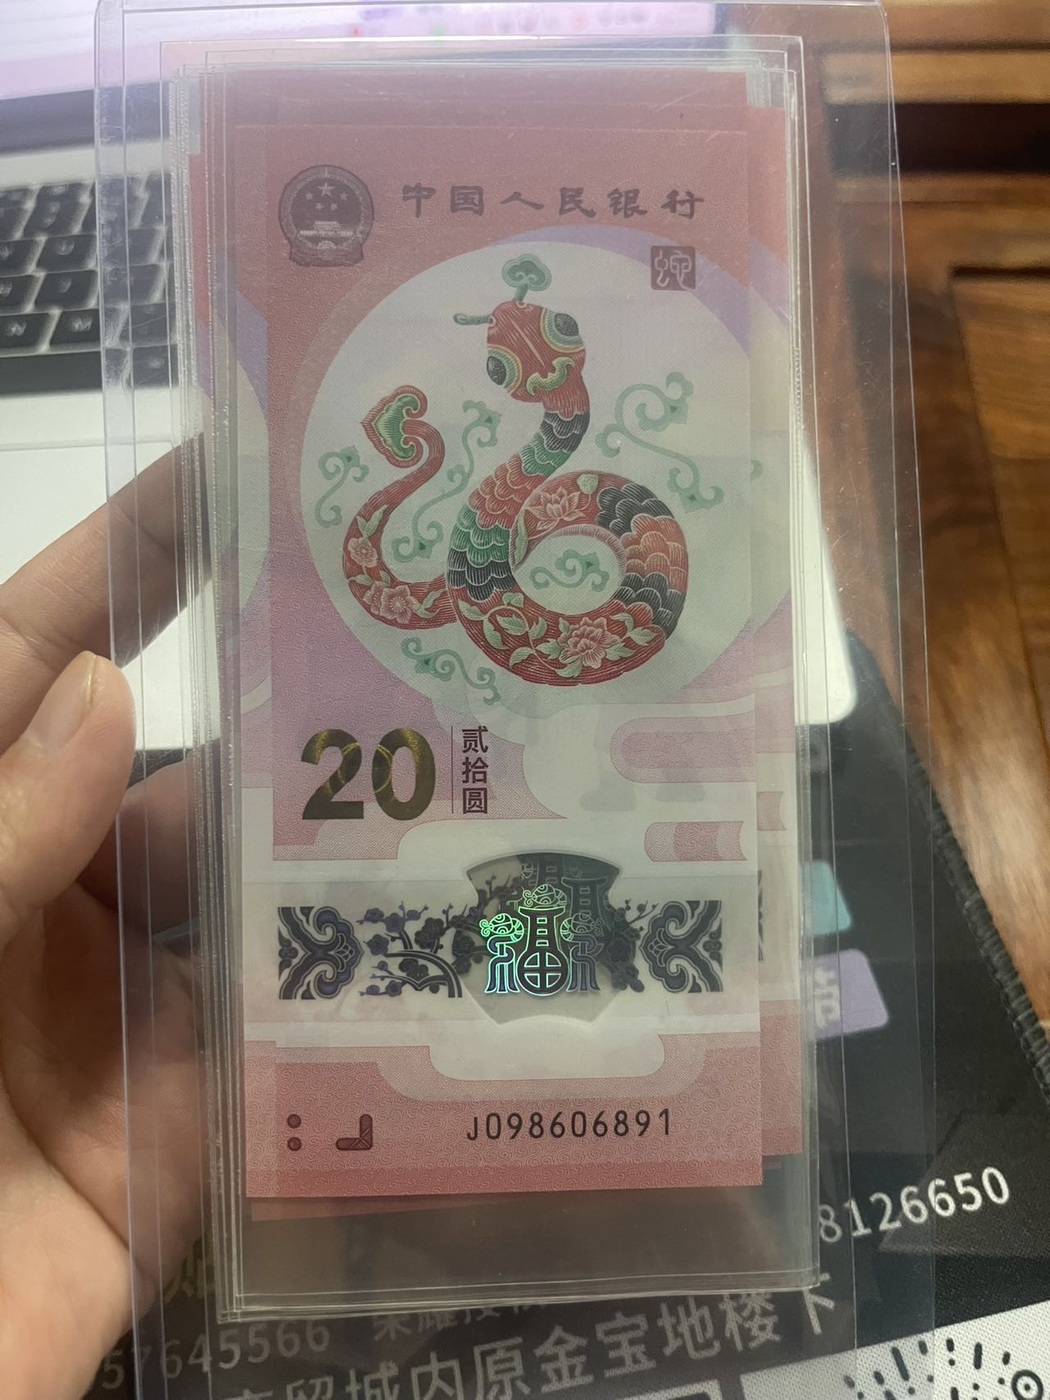 中国人民银行
蛇
20
贰拾圆
福
J098606891
8126650
57645566
城内原金宝地楼下